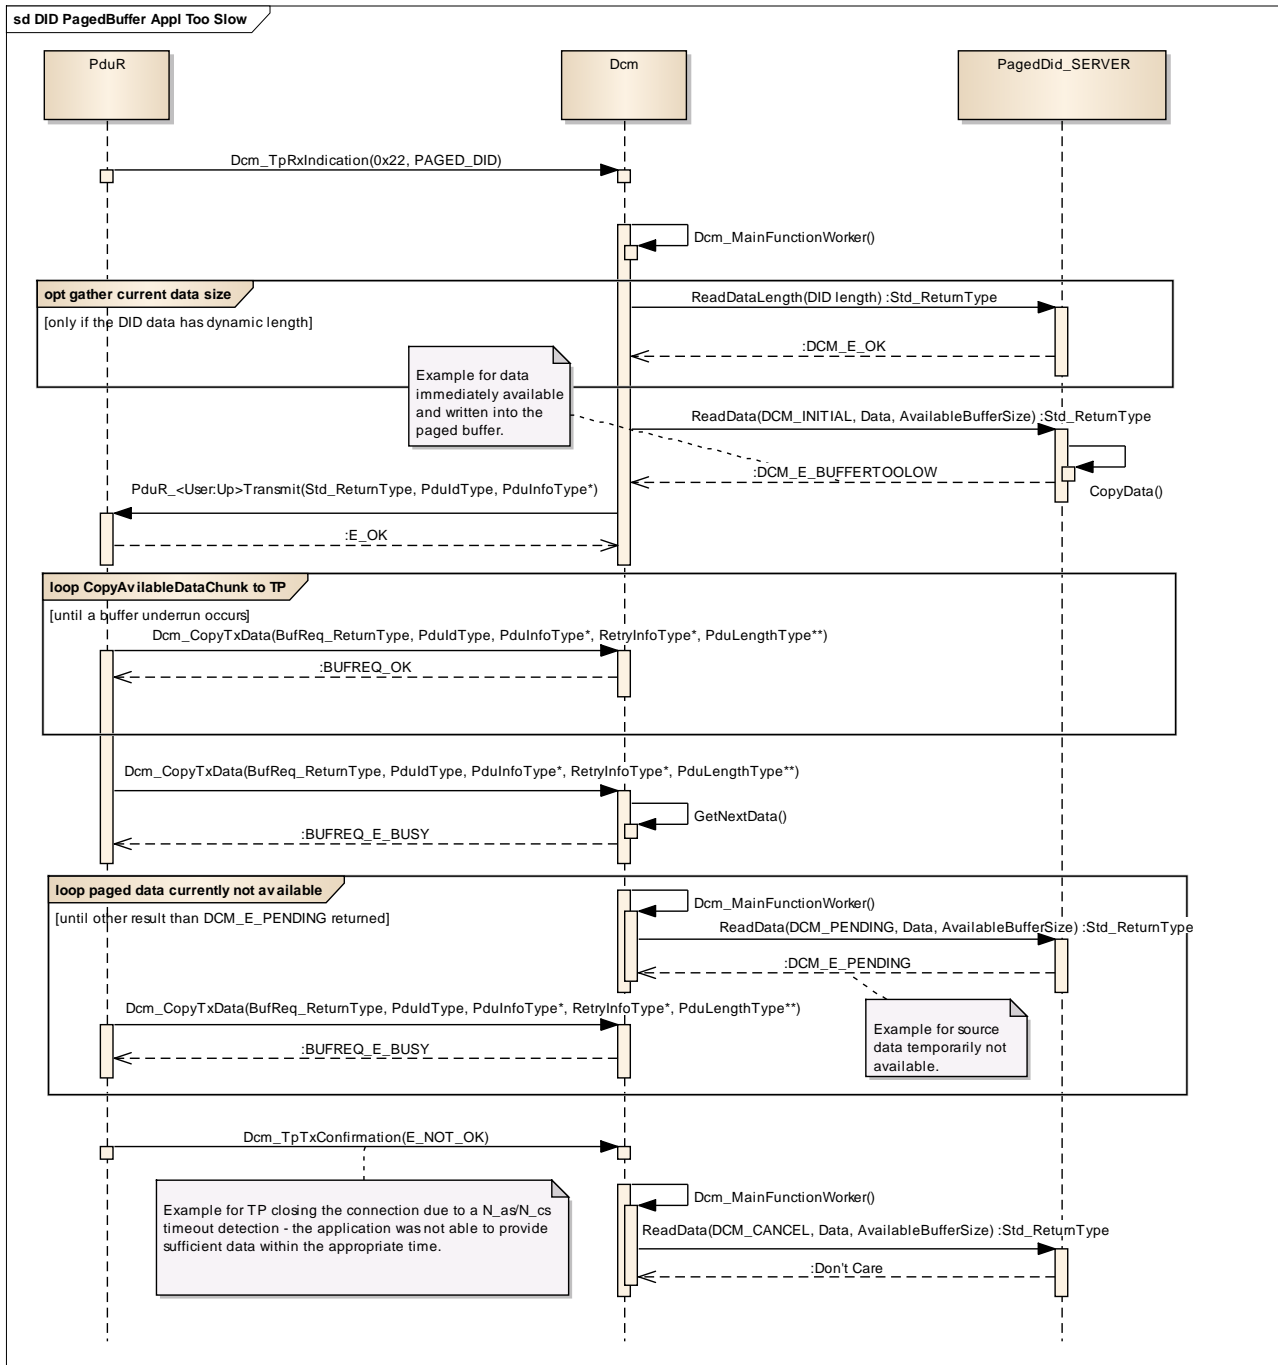 sd DID PagedBuffer Appl Too Slow
PduR
Dcm
PagedDid_SERVER
Dcm_TpRxIndication(0x22, PAGED_DID)
Dcm_MainFunctionWorker()
opt gather current data size
[only if the DID data has dynamic length]
ReadDataLength(DID length) :Std_ReturnType
:DCM_E_OK
Example for data
immediately available
and written into the
paged buffer.
ReadData(DCM_INITIAL, Data, AvailableBufferSize) :Std_ReturnType
:DCM_E_BUFFERTOOLOW
CopyData()
PduR_<User:Up>Transmit(Std_ReturnType, PduIdType, PduInfoType*)
:E_OK
loop CopyAvilableDataChunk to TP
[until a buffer underrun occurs]
Dcm_CopyTxData(BufReq_ReturnType, PduIdType, PduInfoType*, RetryInfoType*, PduLengthType**)
:BUFREQ_OK
Dcm_CopyTxData(BufReq_ReturnType, PduIdType, PduInfoType*, RetryInfoType*, PduLengthType**)
GetNextData()
:BUFREQ_E_BUSY
loop paged data currently not available
[until other result than DCM_E_PENDING returned]
Dcm_MainFunctionWorker()
ReadData(DCM_PENDING, Data, AvailableBufferSize) :Std_ReturnType
:DCM_E_PENDING
Dcm_CopyTxData(BufReq_ReturnType, PduIdType, PduInfoType*, RetryInfoType*, PduLengthType**)
:BUFREQ_E_BUSY
Example for source
data temporarily not
available.
Dcm_TpTxConfirmation(E_NOT_OK)
Example for TP closing the connection due to a N_as/N_cs
timeout detection - the application was not able to provide
sufficient data within the appropriate time.
Dcm_MainFunctionWorker()
ReadData(DCM_CANCEL, Data, AvailableBufferSize) :Std_ReturnType
:Don't Care